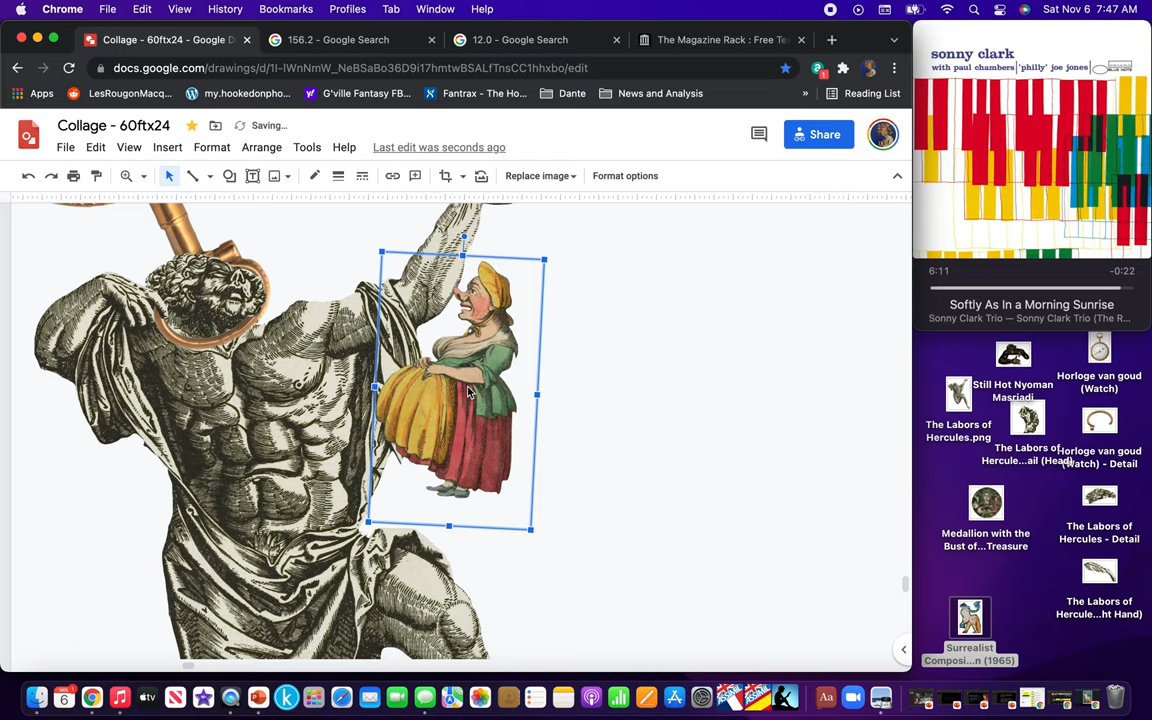 Chrome File Edit View History Bookmarks Profiles Tab Window Help Sat Nov 6 7:47 AM
Collage - 60ftx24 - Google D 156.2 - Google Search 12.0 - Google Search The Magazine Rack : Free Te
docs.google.com/drawings/d/1I-IWnNmW_NeBSaBo36D9i17hmtwBSALfTnsCC1hhxbo/edit
Apps LesRougonMacq... my.hookedonpho... G'ville Fantasy FB... Fantrax - The Ho... Dante News and Analysis » Reading List
Collage - 60ftx24 Saving...
File Edit View Insert Format Arrange Tools Help Last edit was seconds ago
Share
Replace image Format options
sonny clark
with paul chambers 'philly' joe jones
6:11 -0:22
Softly As In a Morning Sunrise
Sonny Clark Trio — Sonny Clark Trio (The R...
Still Hot Nyoman
Masriadi
Horloge van goud
(Watch)
The Labors of
Hercules.png
The Labors of
Hercule...ail (Head)
Horloge van goud
(Watch) - Detail
Medallion with the
Bust of...Treasure
The Labors of
Hercules - Detail
The Labors of
Hercule...ht Hand)
Surrealist
Composi...n (1965)